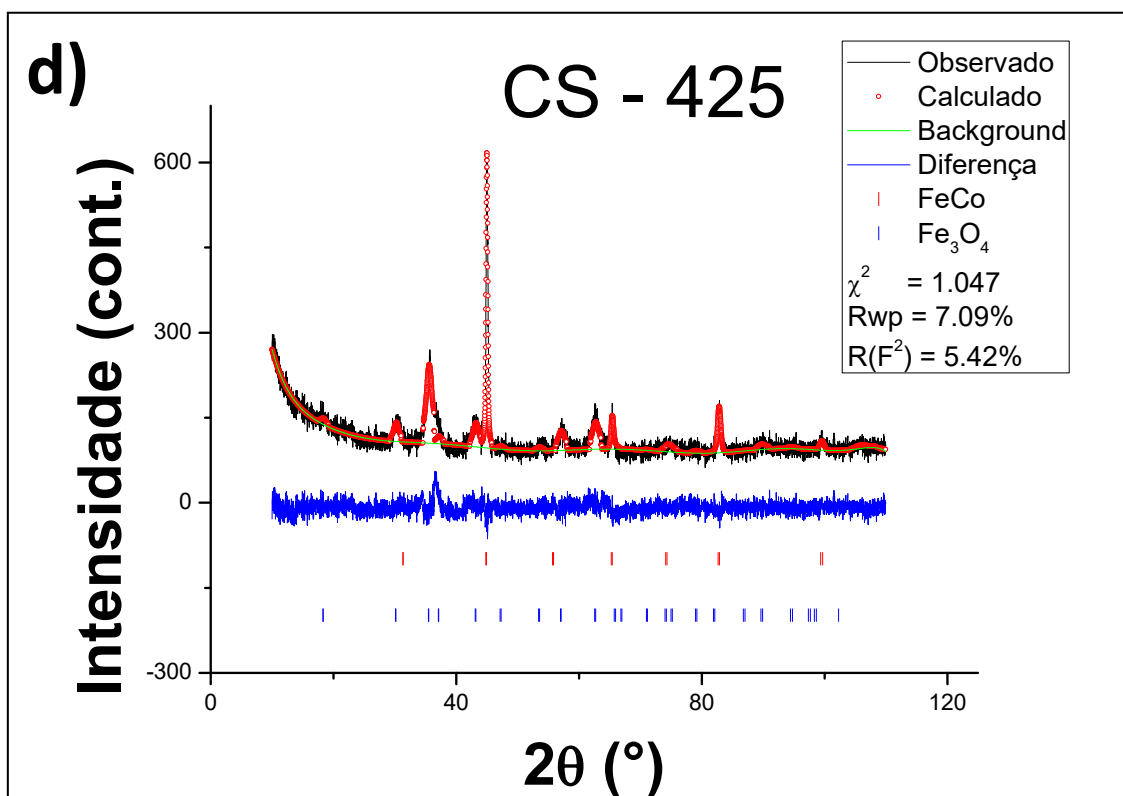 d)
CS - 425
Observado
Calculado
Background
Diferença
FeCo
Fe₃O₄
χ² = 1.047
Rwp = 7.09%
R(F²) = 5.42%
Intensidade (cont.)
600
300
0
-300
0
40
80
120
2θ (°)